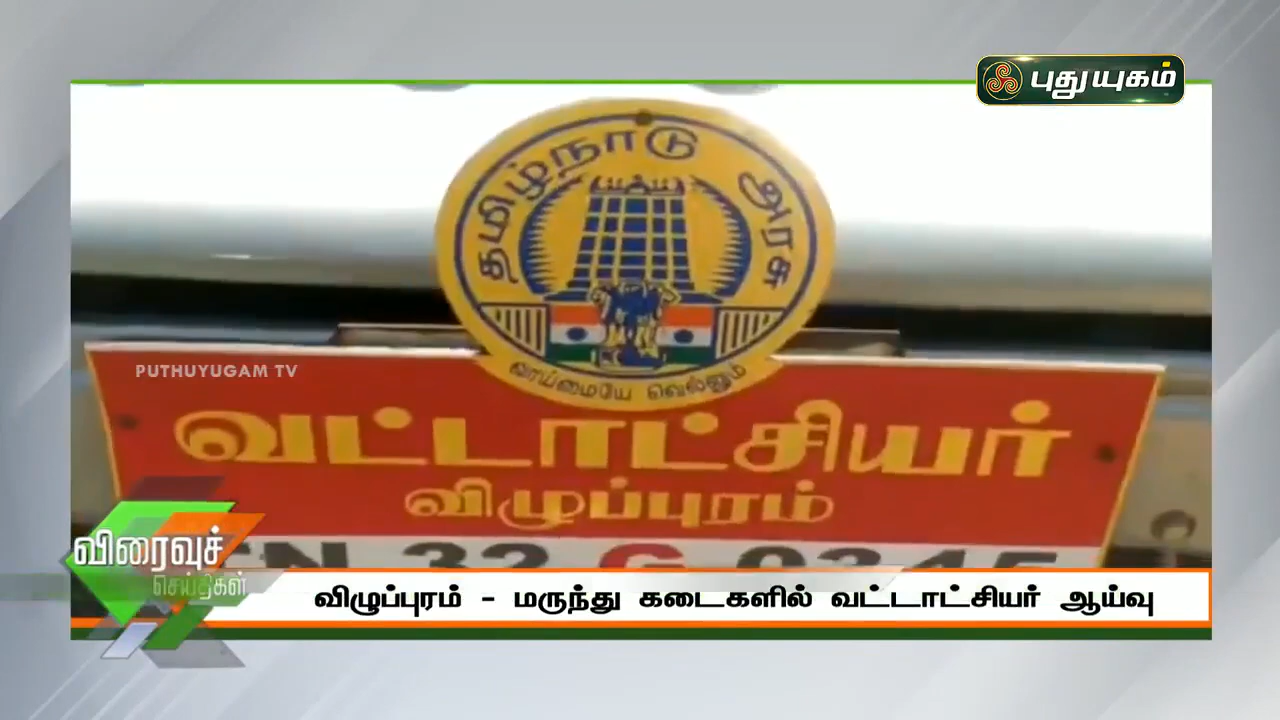 புதுயுகம்
தமிழ்நாடு அரசு
வாய்மையே வெல்லும்
PUTHUYUGAM TV
வட்டாட்சியர்
விழுப்புரம்
விரைவுச்
செய்திகள்
விழுப்புரம் - மருந்து கடைகளில் வட்டாட்சியர் ஆய்வு